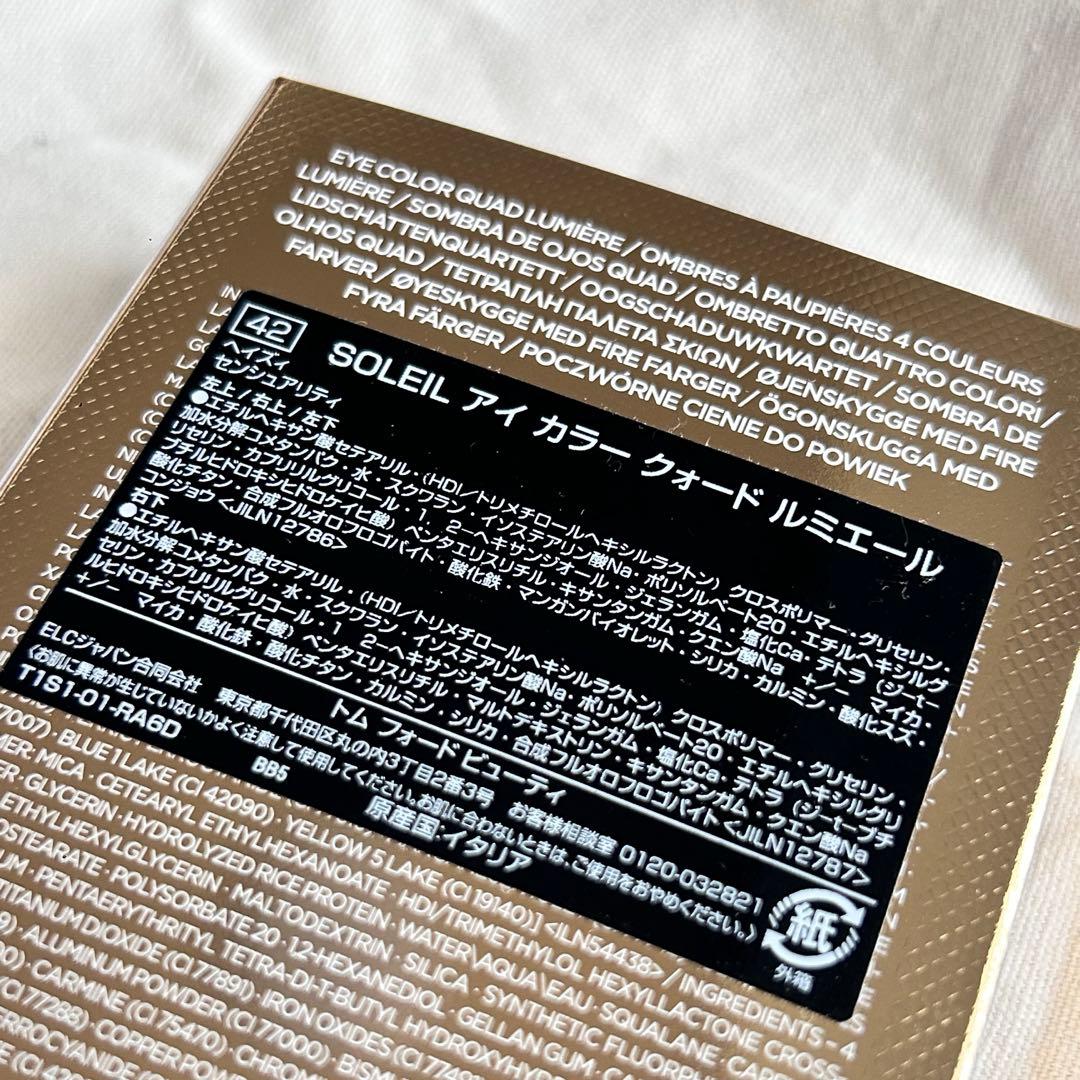 EYE COLOR QUAD LUMIÈRE / OMBRES À PAUPIÈRES 4 COULEURS
LUMIÈRE / SOMBRA DE OJOS QUAD / OMBRETTO QUATTRO COLORI /
LIDSCHATTENQUARTETT / OOGSCHADUWKWARTET / SOMBRA DE
OLHOS QUAD / ΤΕΤΡΑΠΛΗ ΠΑΛΕΤΑ ΣΚΙΩΝ / ØJENSKYGGE MED FIRE
FARVER / ØYESKYGGE MED FIRE FARGER / ÖGONSKUGGA MED
FYRA FÄRGER / POCZWÓRNE CIENIE DO POWIEK
42 SOLEIL アイ カラー クォード ルミエール
ヘイズィ
センシュアリティ
左上 / 右上 / 左下
●エチルヘキサン酸セテアリル・(HDI/トリメチロールヘキシルラクトン) クロスポリマー・グリセリン・
加水分解コメタンパク・水・スクワラン・イソステアリン酸Na・ポリソルベート20・エチルヘキシルグ
リセリン・カプリリルグリコール・1,2-ヘキサンジオール・ジェランガム・塩化Ca・テトラ(ジ-t-
ブチルヒドロキシヒドロケイヒ酸) ペンタエリスリチル・キサンタンガム・クエン酸Na +/- マイカ・
酸化チタン・合成フルオロフロゴパイト・酸化鉄・マンガンバイオレット・シリカ・カルミン・酸化スズ・
コンジョウ <JILN12786>
右下
●エチルヘキサン酸セテアリル・(HDI/トリメチロールヘキシルラクトン) クロスポリマー・グリセリン・
加水分解コメタンパク・水・スクワラン・イソステアリン酸Na・ポリソルベート20・エチルヘキシルグリ
セリン・カプリリルグリコール・1,2-ヘキサンジオール・ジェランガム・塩化Ca・テトラ(ジ-t-ブチ
ルヒドロキシヒドロケイヒ酸) ペンタエリスリチル・マルトデキストリン・キサンタンガム・クエン酸Na
+/- マイカ・酸化鉄・酸化チタン・カルミン・シリカ・合成フルオロフロゴパイト <JILN12787>
トム フォード ビューティ
ELCジャパン合同会社 東京都千代田区丸の内3丁目2番3号 お客様相談室 0120-032821
〈お肌に異常が生じていないかよく注意して使用してください。お肌に合わないときは、ご使用をおやめください。〉
T1S1-01-RA6D BB5 原産国:イタリア
紙
外箱
77007) · BLUE 1 LAKE (CI 42090) · YELLOW 5 LAKE (CI 19140)] <ILN54438> / INGREDIENTS - 4
MICA · CETEARYL ETHYLHEXANOATE · HDI/TRIMETHYLOL HEXYLLACTONE CROSS-
GLYCERIN · HYDROLYZED RICE PROTEIN · WATER\AQUA\EAU · SQUALANE
ETHYLHEXYLGLYCERIN · MALTODEXTRIN · SILICA · SYNTHETIC
POLYSORBATE 20 · 1,2-HEXANEDIOL · GELLAN GUM
PENTAERYTHRITYL TETRA-DI-T-BUTYL
TITANIUM DIOXIDE (CI 77891) · IRON OXIDES
ALUMINUM POWDER (CI 77000)
CARMINE (CI 75470)
(CI 77288) · COPPER POWDER